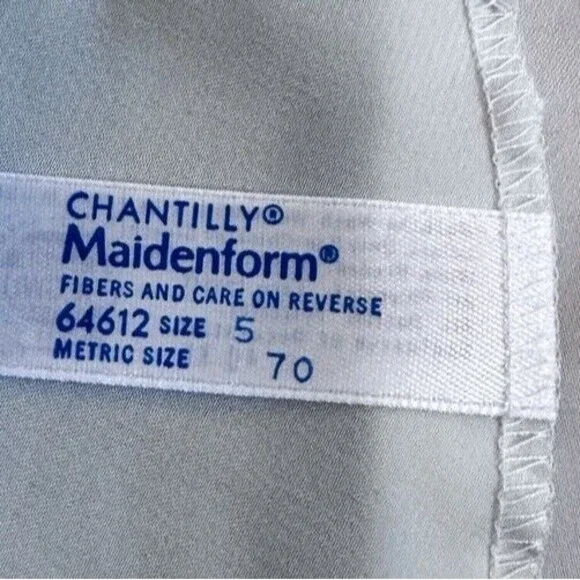 CHANTILLY®
Maidenform®
FIBERS AND CARE ON REVERSE
64612 SIZE 5
METRIC SIZE 70